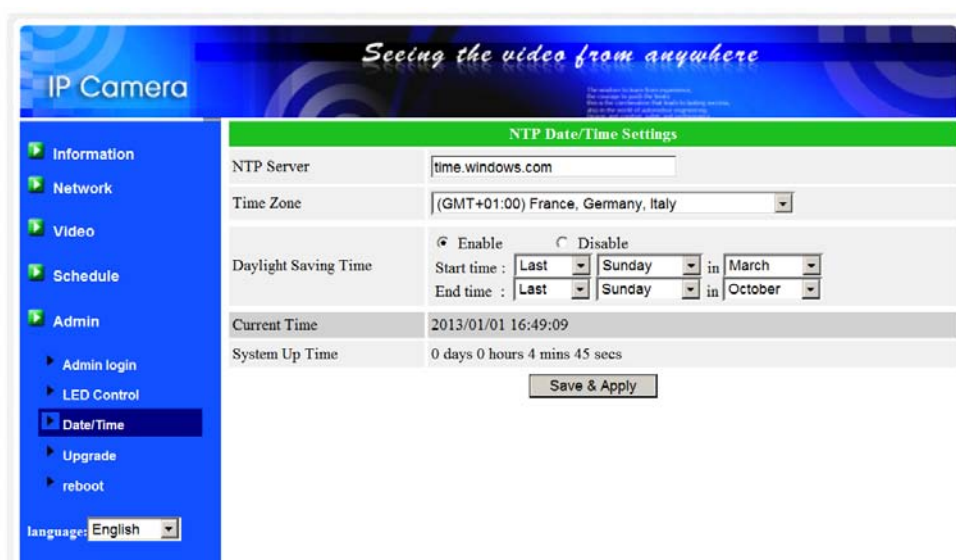 Seeing the video from anywhere
IP Camera
Information
Network
Video
Schedule
Admin
Admin login
LED Control
Date/Time
Upgrade
reboot
language: English
NTP Date/Time Settings
NTP Server time.windows.com
Time Zone (GMT+01:00) France, Germany, Italy
Daylight Saving Time
Enable Disable
Start time : Last Sunday in March
End time : Last Sunday in October
Current Time 2013/01/01 16:49:09
System Up Time 0 days 0 hours 4 mins 45 secs
Save & Apply